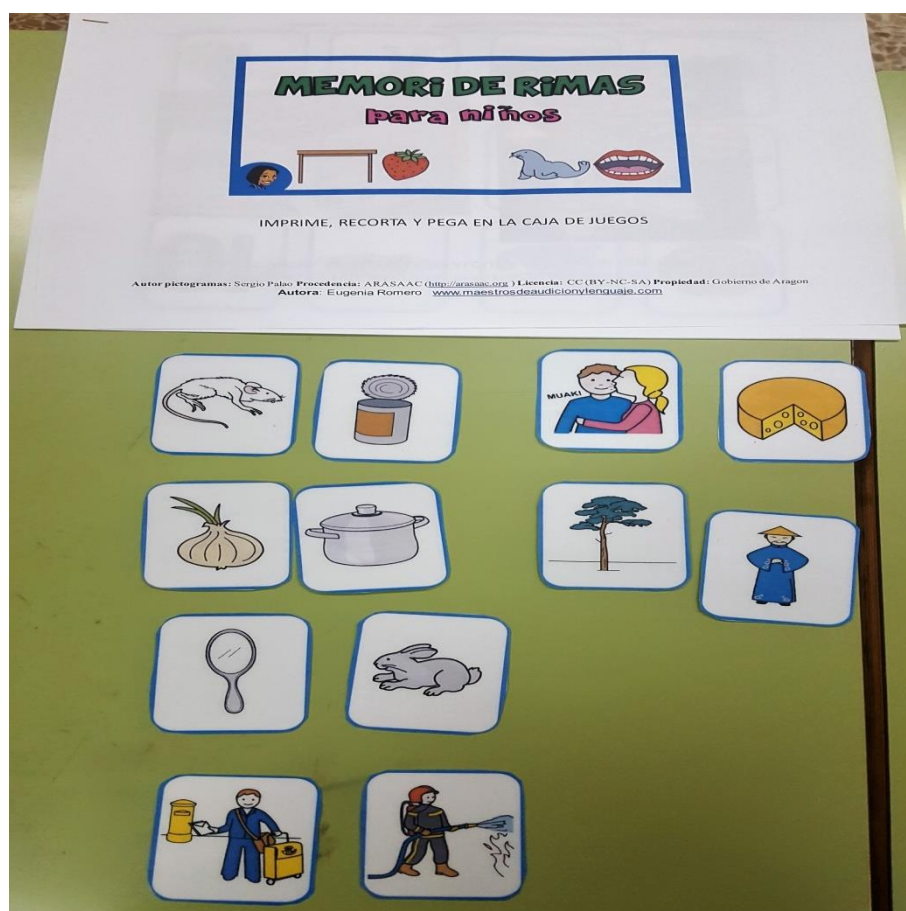 MEMORi DE RiMAS
para niños
IMPRIME, RECORTA Y PEGA EN LA CAJA DE JUEGOS
Autor pictogramas: Sergio Palao Procedencia: ARASAAC (http://arasaac.org ) Licencia: CC (BY-NC-SA) Propiedad: Gobierno de Aragon
Autora: Eugenia Romero www.maestrosdeaudicionylenguaje.com
MUAKI